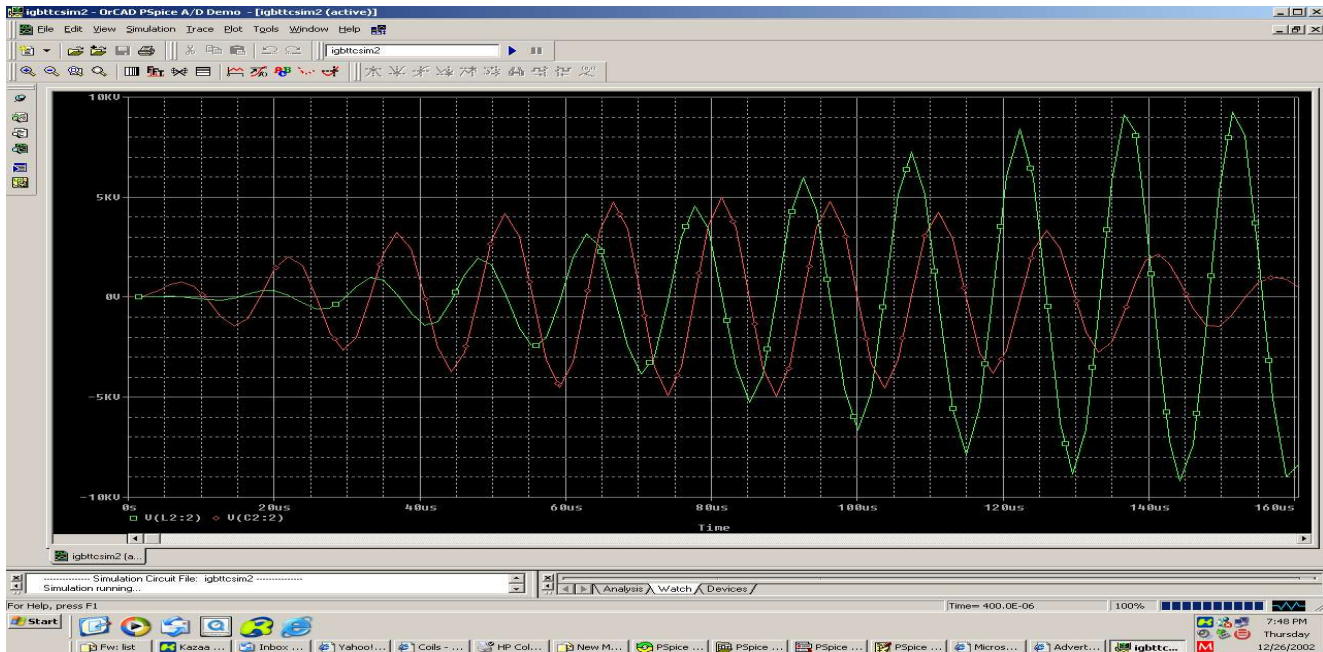 igbttcsim2 - OrCAD PSpice A/D Demo - [igbttcsim2 (active)]
File Edit View Simulation Trace Plot Tools Window Help
igbttcsim2
10KV
5KV
0V
-5KV
-10KV
0s 20us 40us 60us 80us 100us 120us 140us 160us
V(L2:2) V(C2:2)
Time
igbttcsim2 (a...
-------------- Simulation Circuit File: igbttcsim2 --------------
Simulation running...
Analysis Watch Devices
For Help, press F1
Time= 400.0E-06 100%
Start
7:48 PM
Thursday
12/26/2002
Fw: list Kazaa ... Inbox ... Yahoo!... Coils - ... HP Col... New M... PSpice ... PSpice ... PSpice ... PSpice ... Micros... Advert... igbttc...